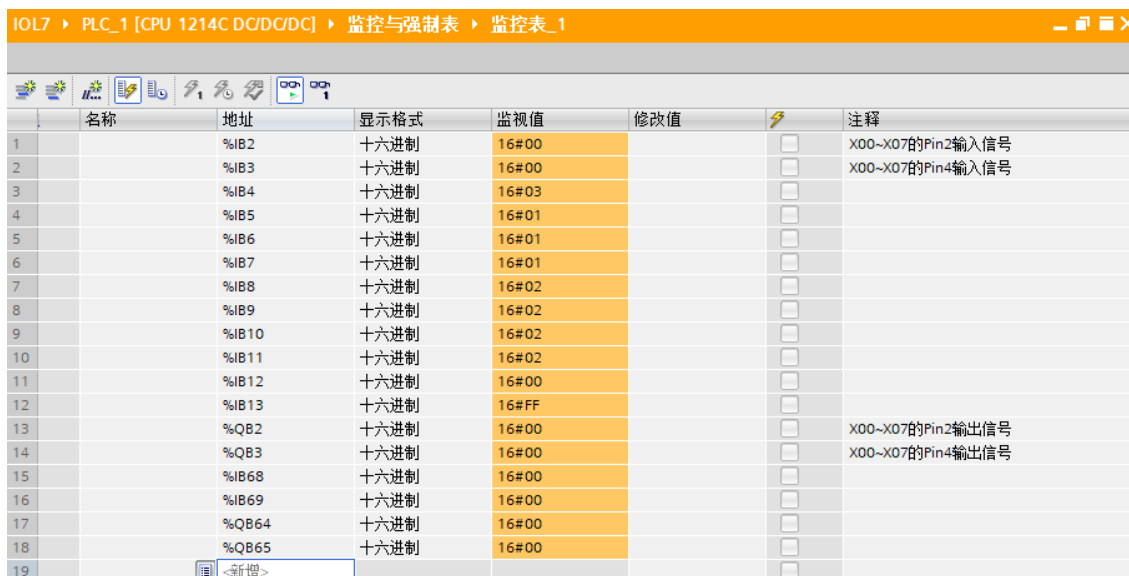 IOL7 ▸ PLC_1 [CPU 1214C DC/DC/DC] ▸ 监控与强制表 ▸ 监控表_1
名称 地址 显示格式 监视值 修改值 注释
1 %IB2 十六进制 16#00 X00~X07的Pin2输入信号
2 %IB3 十六进制 16#00 X00~X07的Pin4输入信号
3 %IB4 十六进制 16#03
4 %IB5 十六进制 16#01
5 %IB6 十六进制 16#01
6 %IB7 十六进制 16#01
7 %IB8 十六进制 16#02
8 %IB9 十六进制 16#02
9 %IB10 十六进制 16#02
10 %IB11 十六进制 16#02
11 %IB12 十六进制 16#00
12 %IB13 十六进制 16#FF
13 %QB2 十六进制 16#00 X00~X07的Pin2输出信号
14 %QB3 十六进制 16#00 X00~X07的Pin4输出信号
15 %IB68 十六进制 16#00
16 %IB69 十六进制 16#00
17 %QB64 十六进制 16#00
18 %QB65 十六进制 16#00
19 <新增>